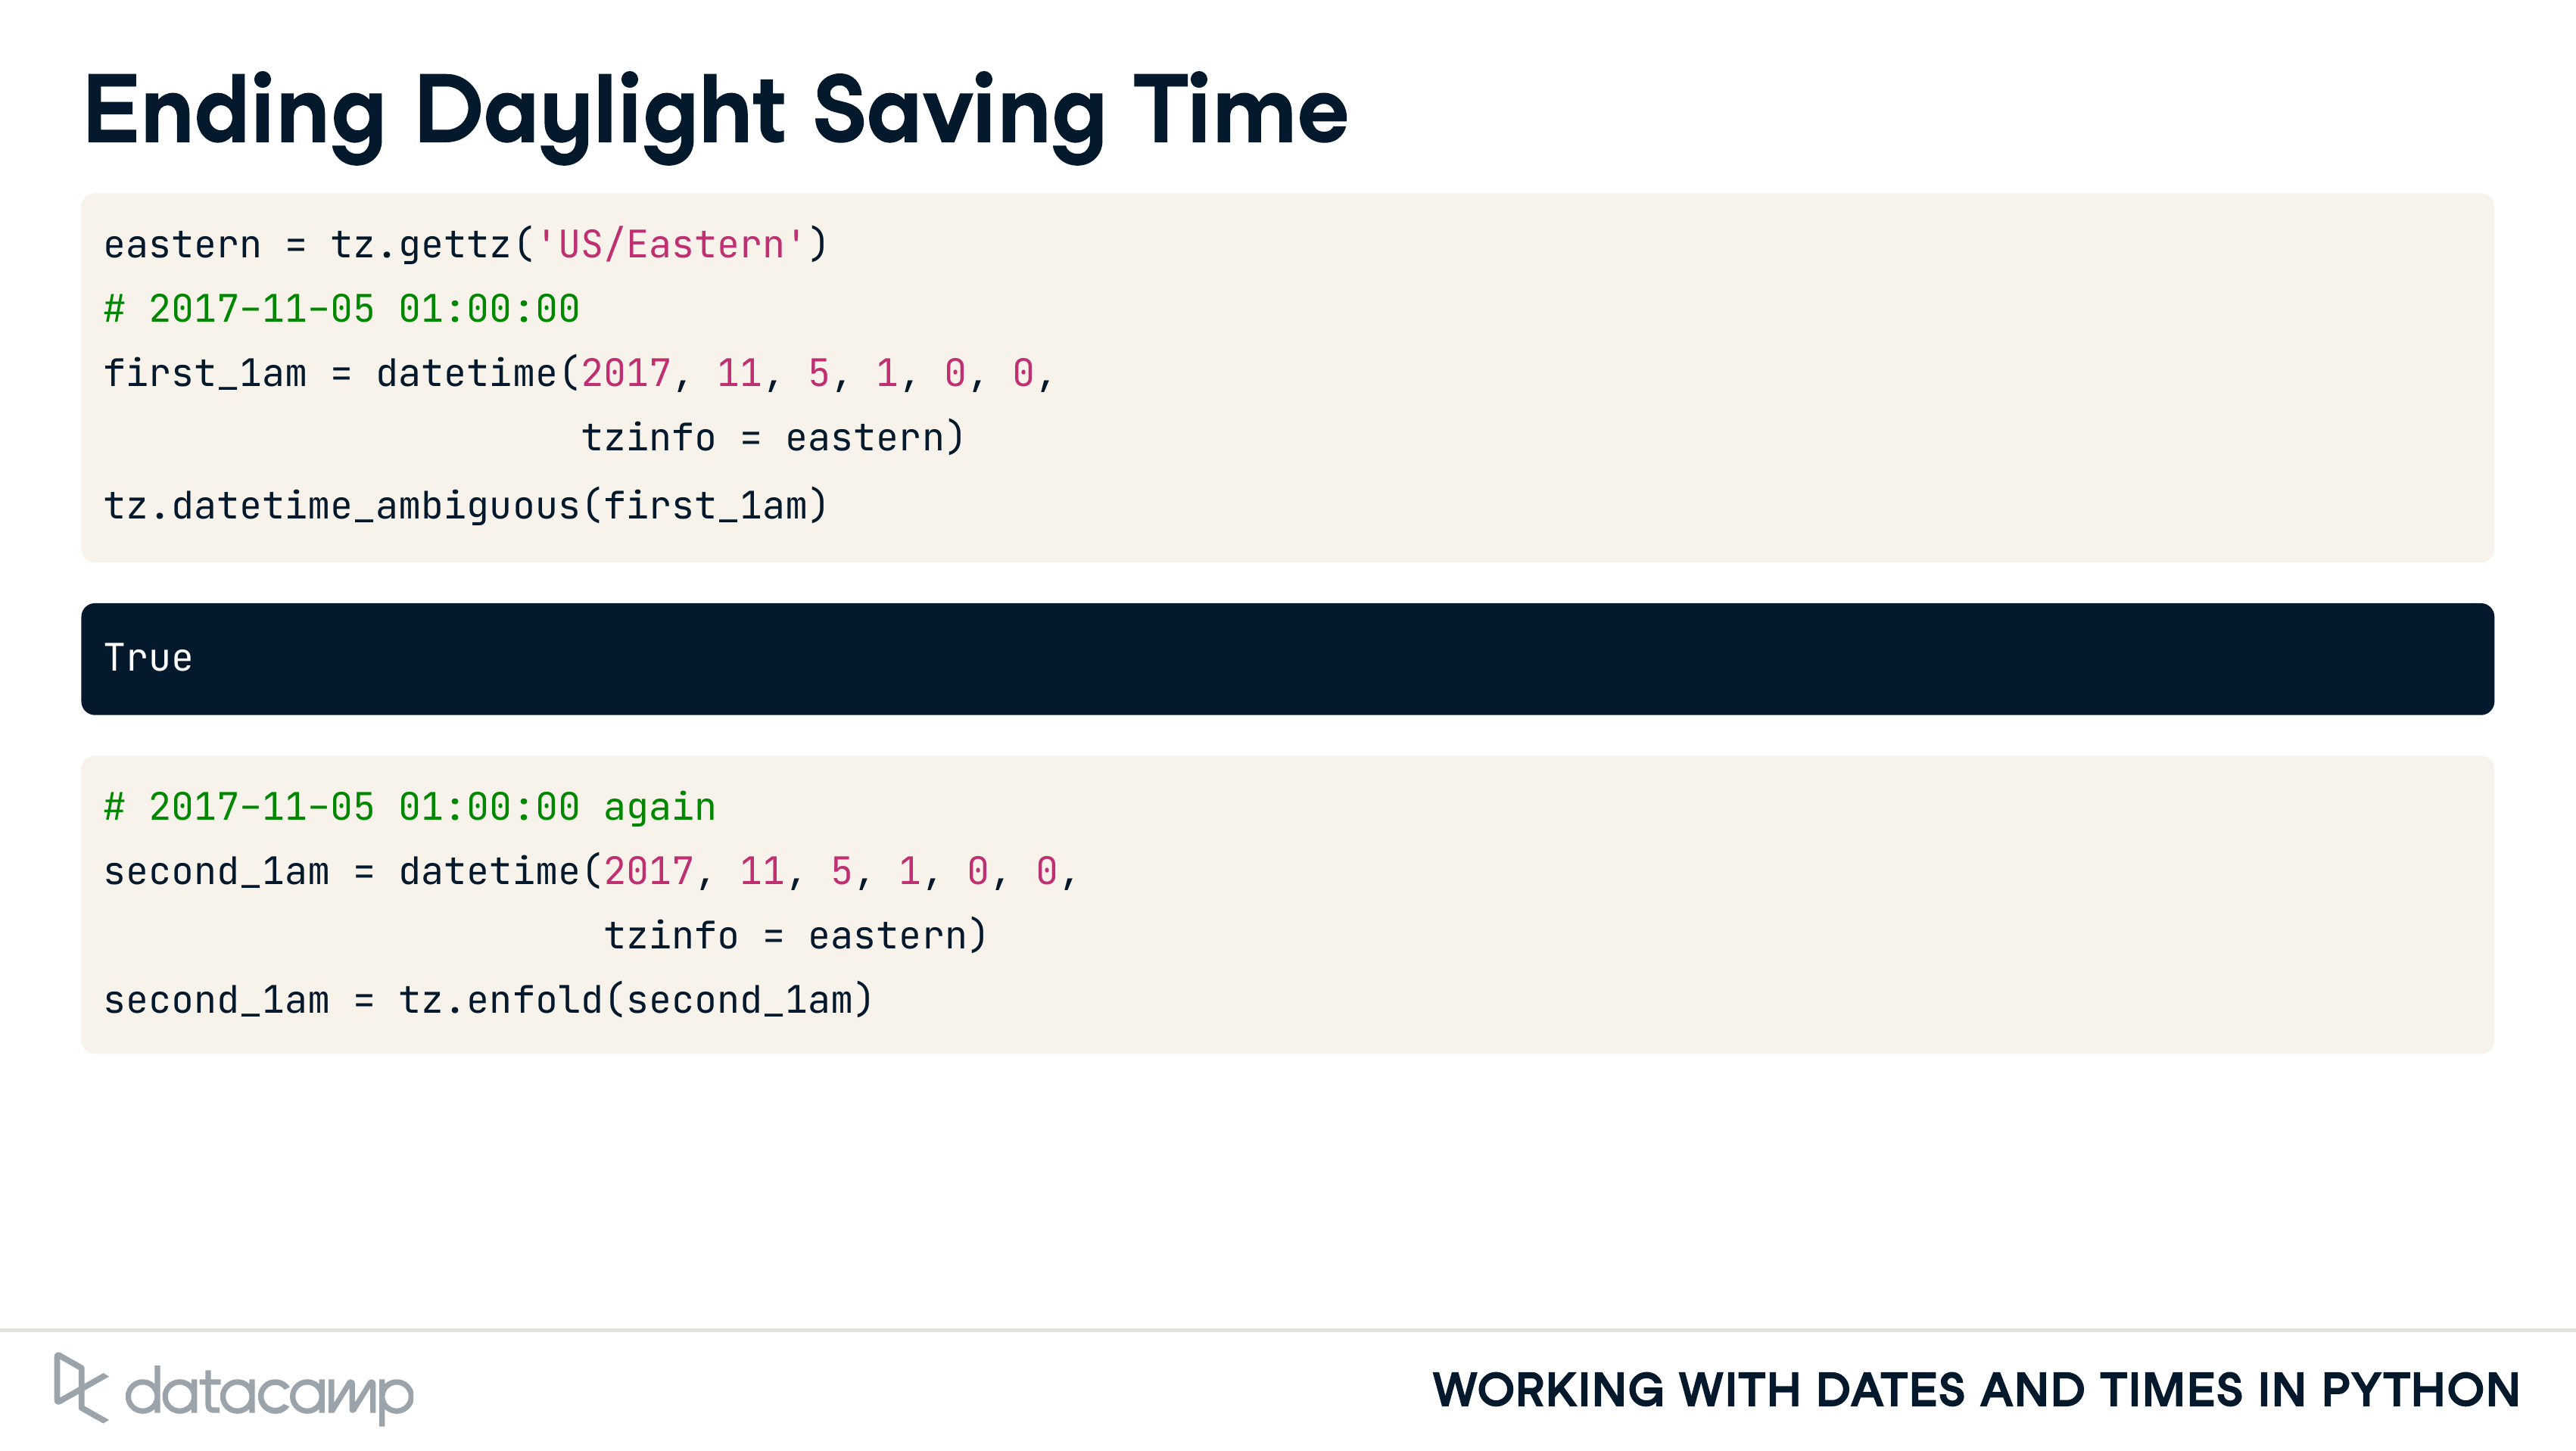 Ending Daylight Saving Time
eastern = tz.gettz('US/Eastern')
# 2017-11-05 01:00:00
first_1am = datetime(2017, 11, 5, 1, 0, 0,
                     tzinfo = eastern)
tz.datetime_ambiguous(first_1am)
True
# 2017-11-05 01:00:00 again
second_1am = datetime(2017, 11, 5, 1, 0, 0,
                      tzinfo = eastern)
second_1am = tz.enfold(second_1am)
datacamp
WORKING WITH DATES AND TIMES IN PYTHON